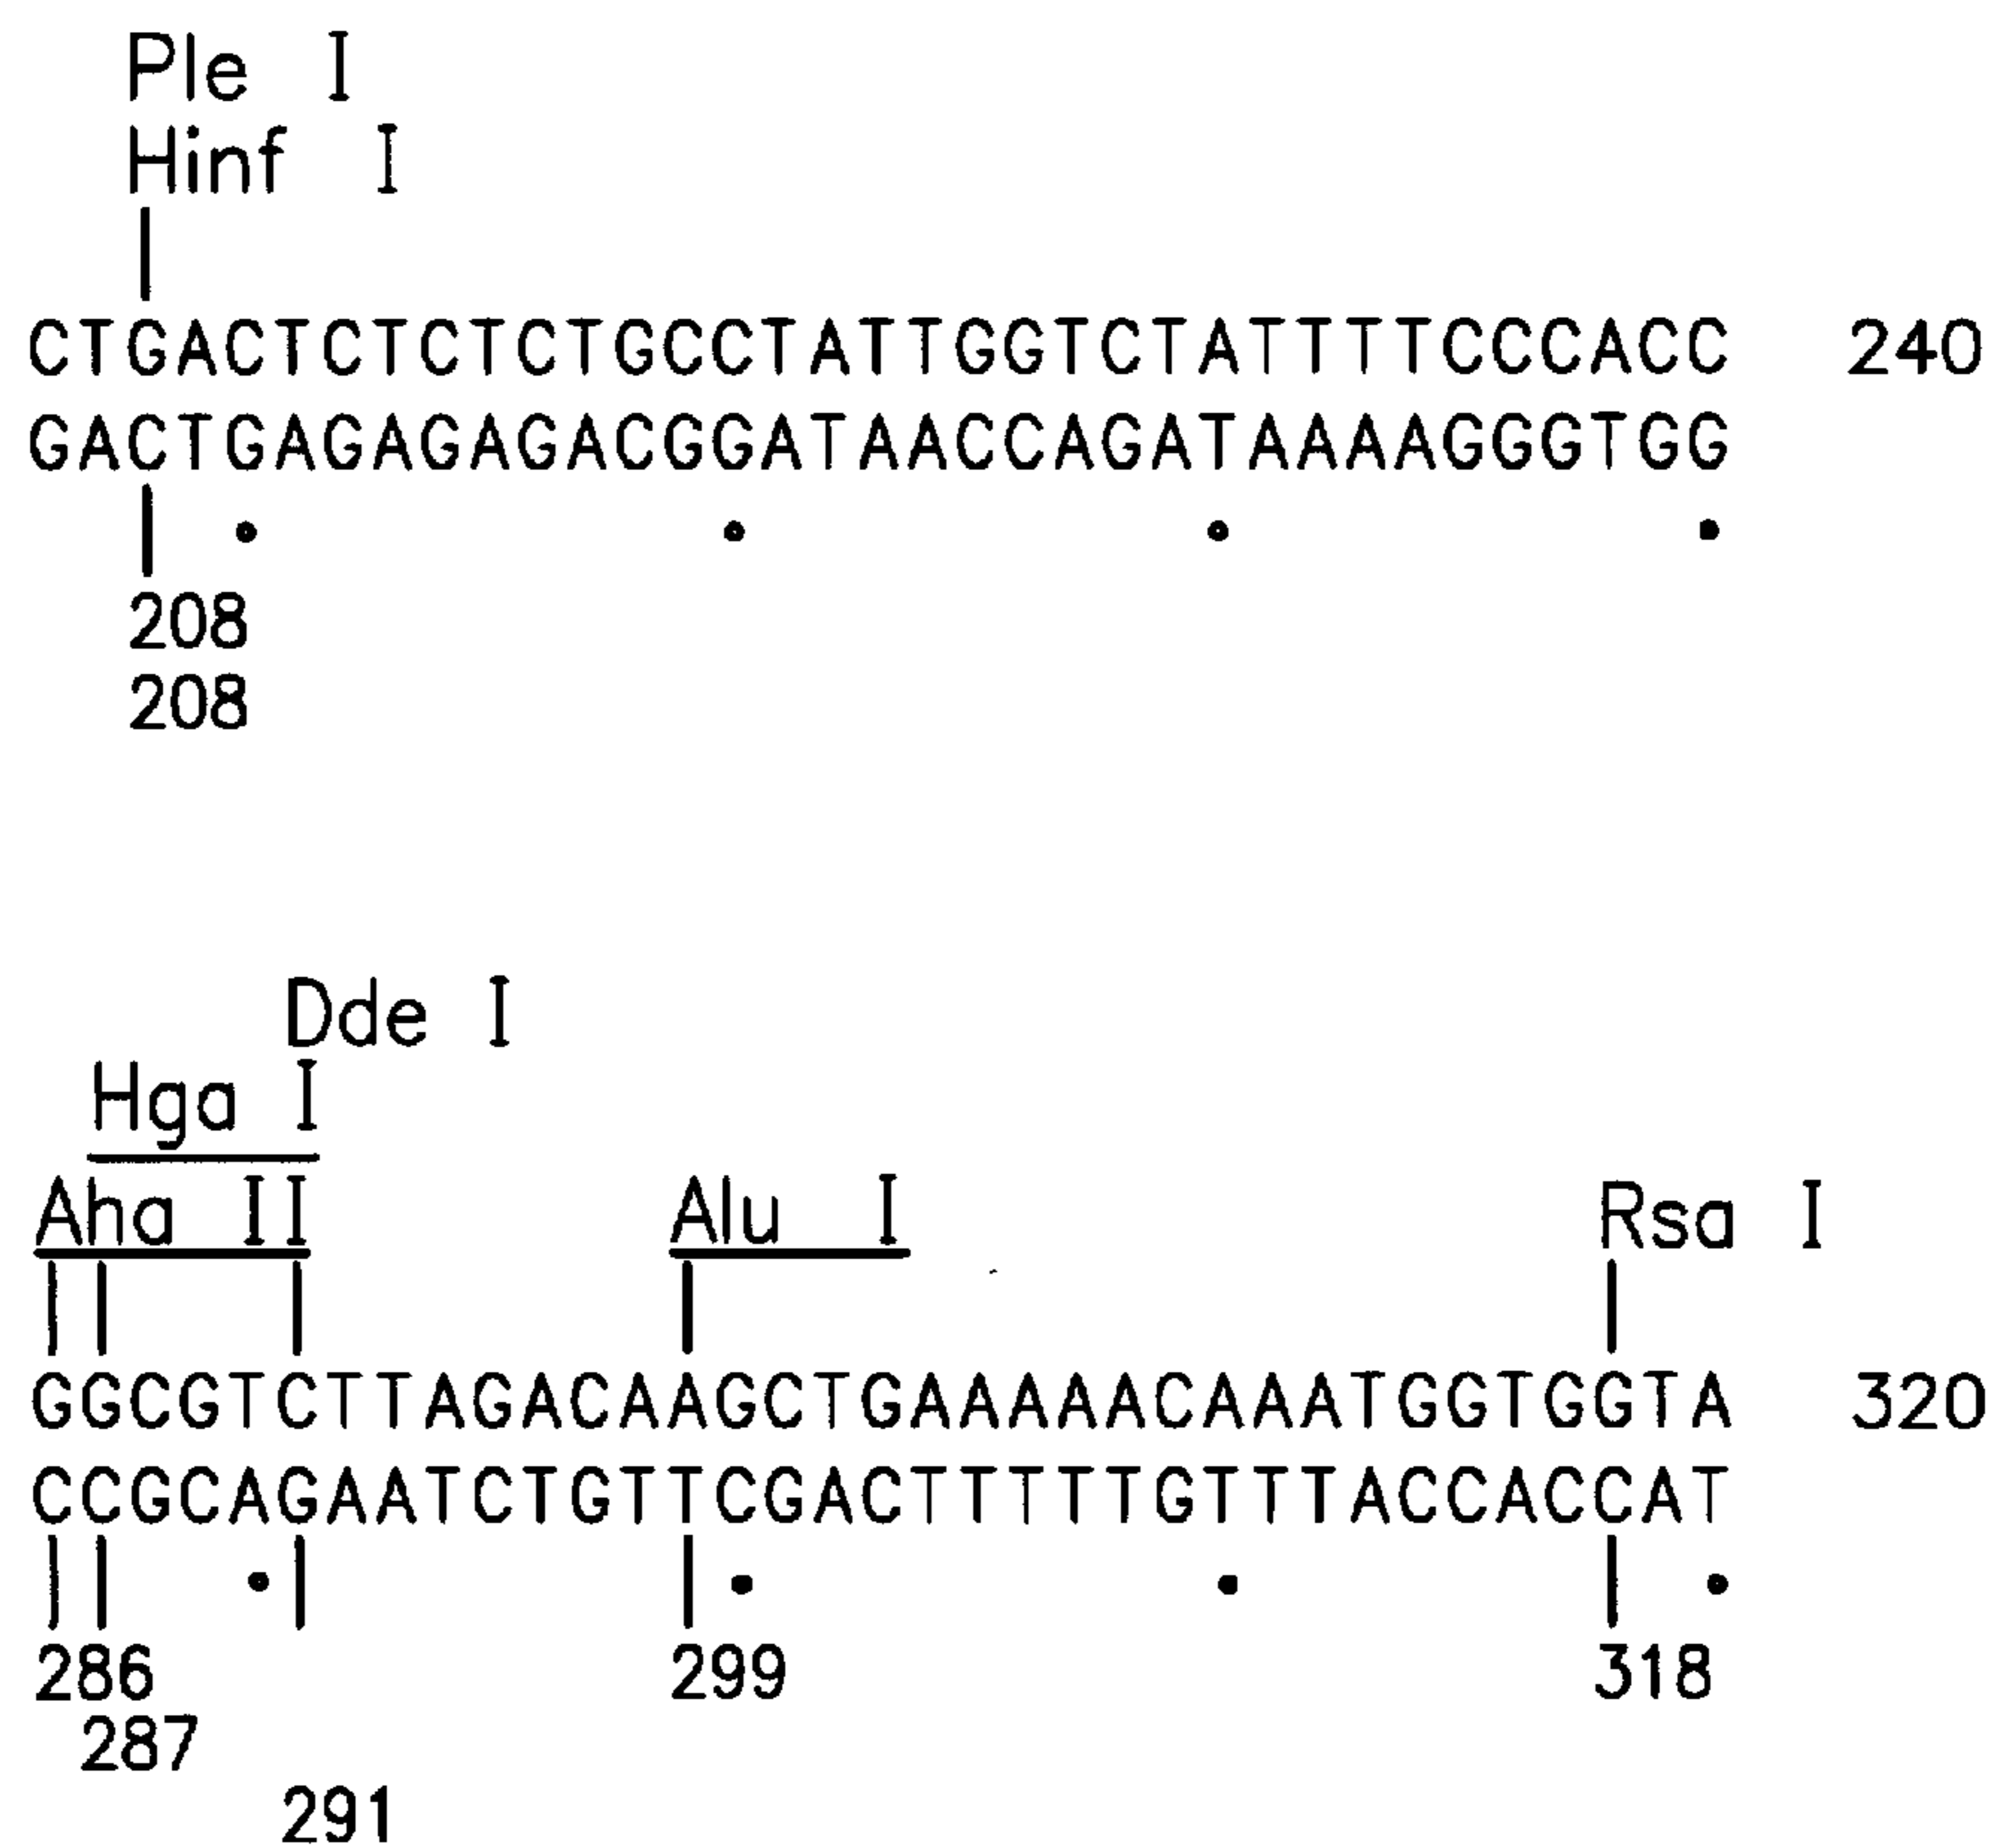 Ple I
Hinf I
CTGACTCTCTCTGCCTATTGGTCTATTTTCCCACC 240
GACTGAGAGAGACGGATAACCAGATAAAAGGGTGG
208
208
Dde I
Hga I
Aha II Alu I Rsa I
GGCGTCTTAGACAAGCTGAAAAACAAATGGTGGTA 320
CCGCAGAATCTGTTCGACTTTTTGTTTACCACCAT
286 299 318
287
291